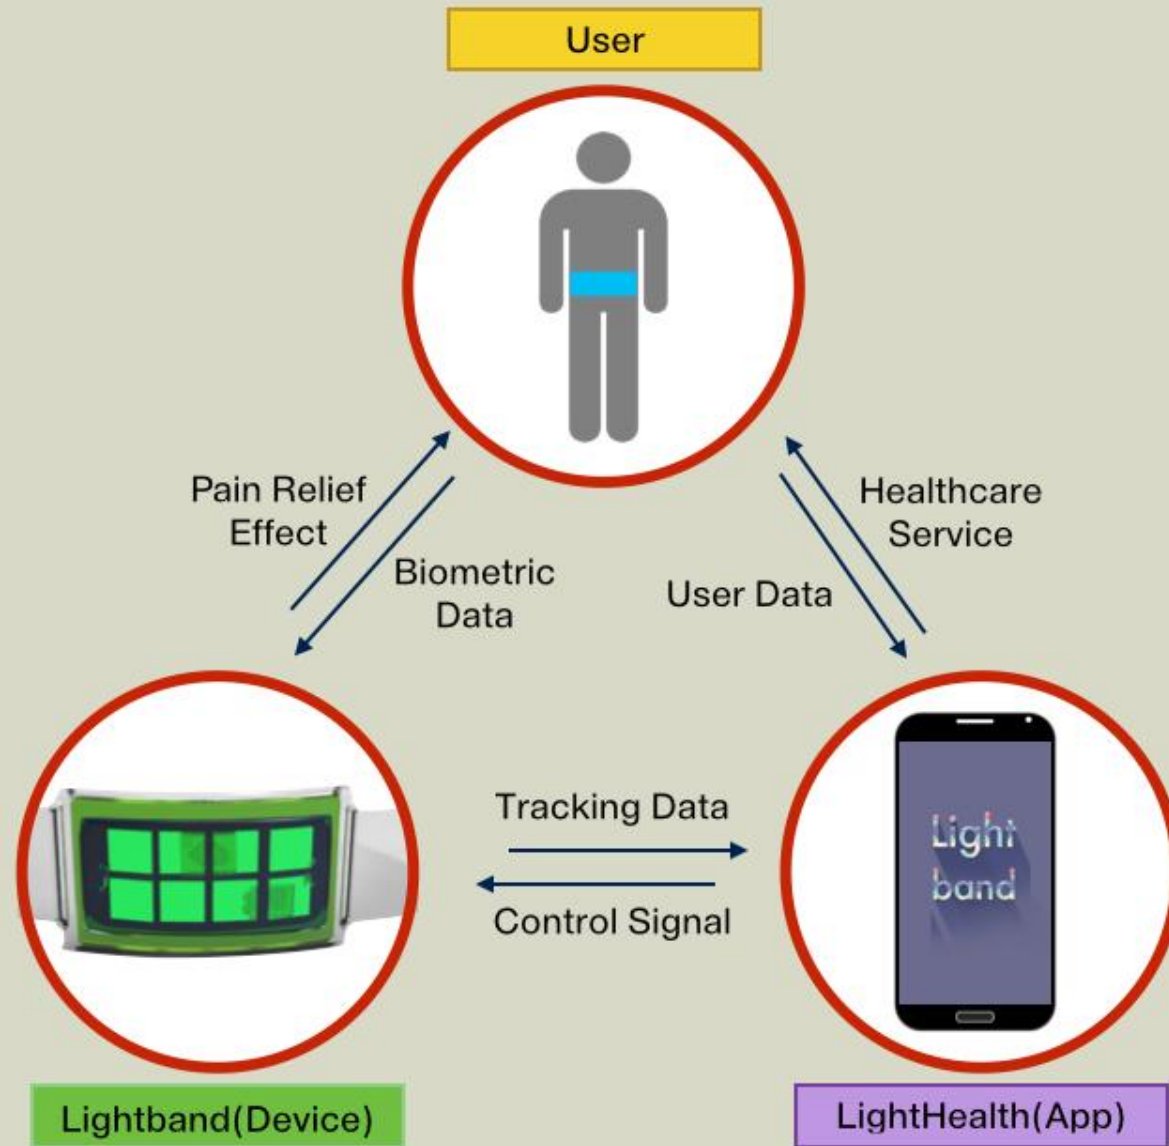 User
Pain Relief
Effect
Biometric
Data
Healthcare
Service
User Data
Tracking Data
Control Signal
Light
band
Lightband(Device)
LightHealth(App)